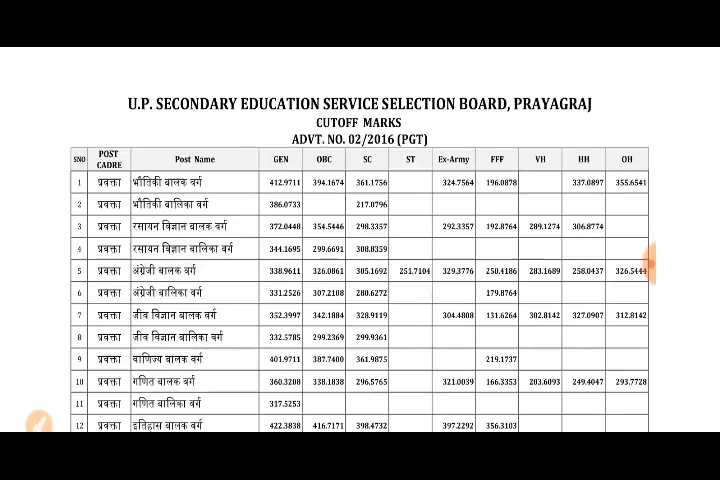 U.P. SECONDARY EDUCATION SERVICE SELECTION BOARD, PRAYAGRAJ
CUTOFF MARKS
ADVT. NO. 02/2016 (PGT)
SNO POST CADRE Post Name GEN OBC SC ST Ex-Army FFF VH HH OH
1 प्रवक्ता भौतिकी बालक वर्ग 412.9711 394.1674 361.1756 324.7564 196.0878 337.0897 355.6541
2 प्रवक्ता भौतिकी बालिका वर्ग 386.0733 217.0796
3 प्रवक्ता रसायन विज्ञान बालक वर्ग 372.0448 354.5446 298.3357 292.3357 192.8764 289.1274 306.8774
4 प्रवक्ता रसायन विज्ञान बालिका वर्ग 344.1695 299.6691 308.8359
5 प्रवक्ता अंग्रेजी बालक वर्ग 338.9611 326.0861 305.1692 251.7104 329.3776 250.4186 283.1689 258.0437 326.5444
6 प्रवक्ता अंग्रेजी बालिका वर्ग 331.2526 307.2108 280.6272 179.8764
7 प्रवक्ता जीव विज्ञान बालक वर्ग 352.3997 342.1884 328.9119 304.4808 131.6264 302.8142 327.0907 312.8142
8 प्रवक्ता जीव विज्ञान बालिका वर्ग 332.5785 299.2369 299.9361
9 प्रवक्ता वाणिज्य बालक वर्ग 401.9711 387.7400 361.9875 219.1737
10 प्रवक्ता गणित बालक वर्ग 360.3208 338.1838 296.5765 321.0039 166.3353 203.6093 249.4047 293.7728
11 प्रवक्ता गणित बालिका वर्ग 317.5253
12 प्रवक्ता इतिहास बालक वर्ग 422.3838 416.7171 398.4732 397.2292 356.3103